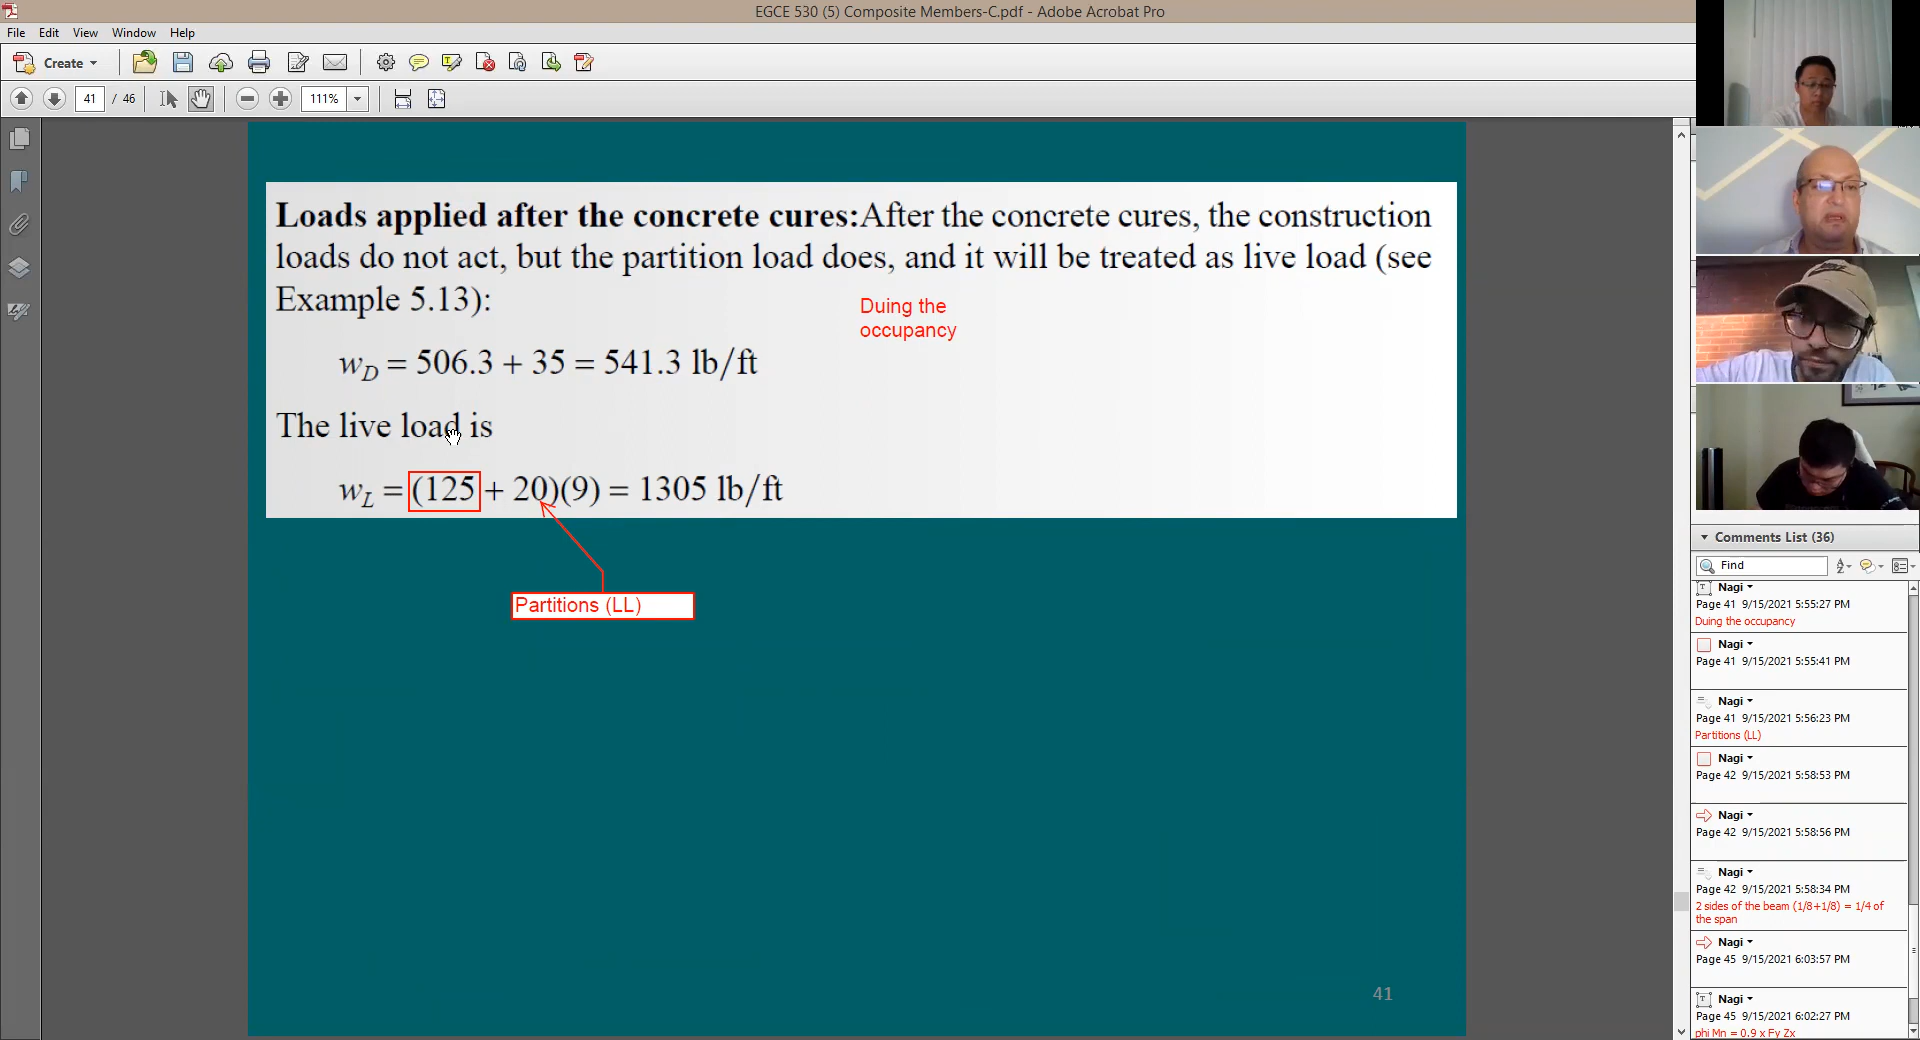 EGCE 530 (5) Composite Members-C.pdf - Adobe Acrobat Pro
File Edit View Window Help
Create
41 / 46 111%
Loads applied after the concrete cures:After the concrete cures, the construction
loads do not act, but the partition load does, and it will be treated as live load (see
Example 5.13):
Duing the
occupancy
wD = 506.3 + 35 = 541.3 lb/ft
The live load is
wL = (125 + 20)(9) = 1305 lb/ft
Partitions (LL)
41
Comments List (36)
Find
Nagi
Page 41 9/15/2021 5:55:27 PM
Duing the occupancy
Nagi
Page 41 9/15/2021 5:55:41 PM
Nagi
Page 41 9/15/2021 5:56:23 PM
Partitions (LL)
Nagi
Page 42 9/15/2021 5:58:53 PM
Nagi
Page 42 9/15/2021 5:58:56 PM
Nagi
Page 42 9/15/2021 5:58:34 PM
2 sides of the beam (1/8+1/8) = 1/4 of
the span
Nagi
Page 45 9/15/2021 6:03:57 PM
Nagi
Page 45 9/15/2021 6:02:27 PM
phi Mn = 0.9 x Fy Zx